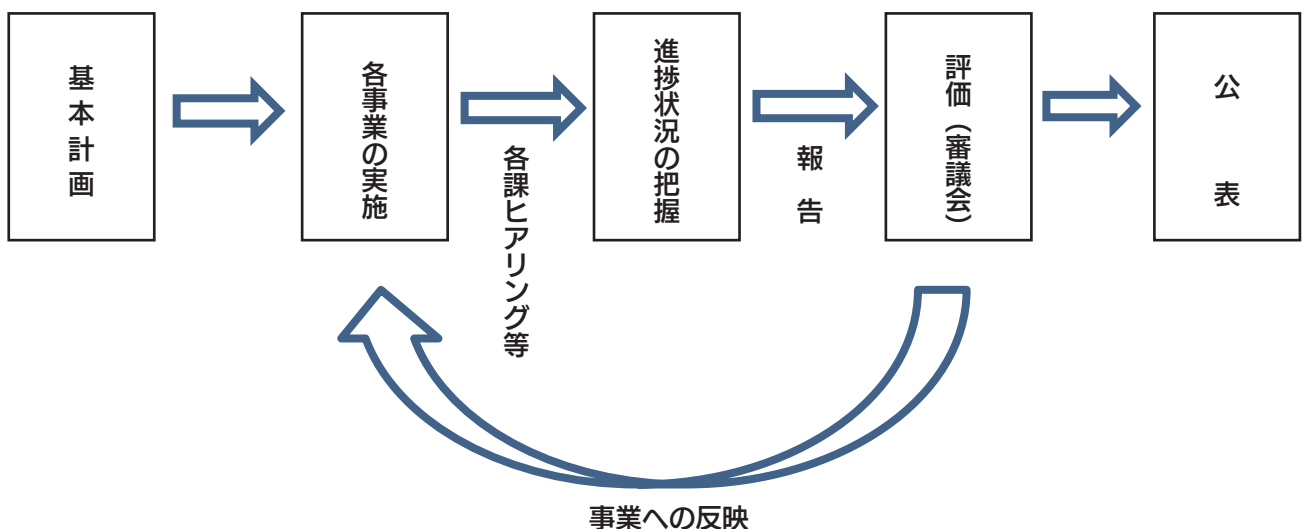 基本計画
各事業の実施
各課ヒアリング等
進捗状況の把握
報告
評価（審議会）
公表
事業への反映